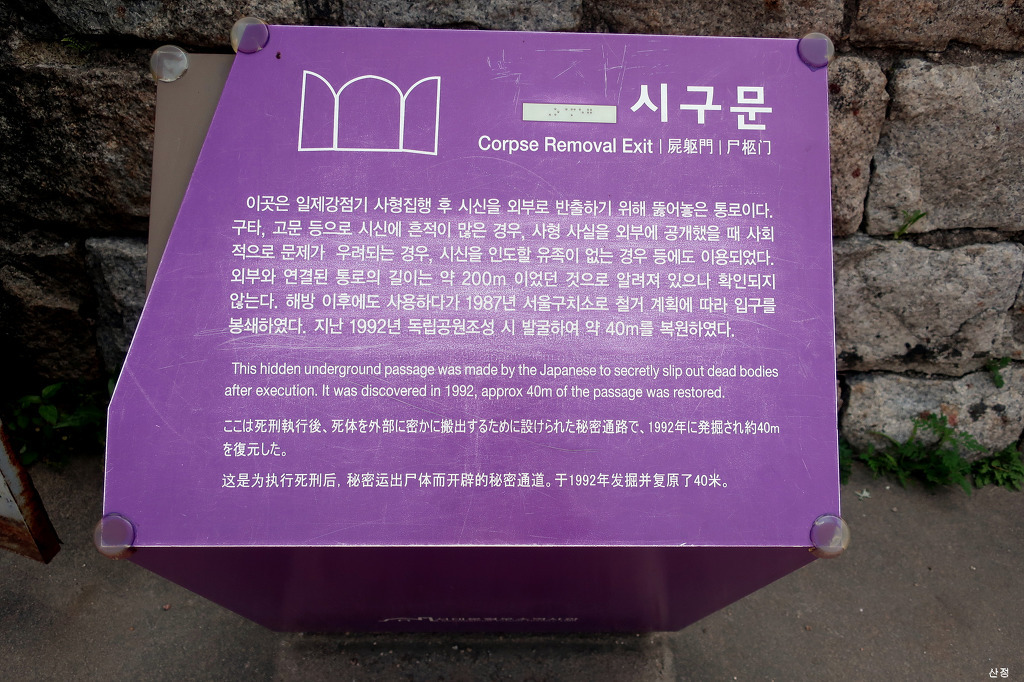 시구문
Corpse Removal Exit | 屍躯門 | 尸柩门
이곳은 일제강점기 사형집행 후 시신을 외부로 반출하기 위해 뚫어놓은 통로이다.
구타, 고문 등으로 시신에 흔적이 많은 경우, 사형 사실을 외부에 공개했을 때 사회
적으로 문제가 우려되는 경우, 시신을 인도할 유족이 없는 경우 등에도 이용되었다.
외부와 연결된 통로의 길이는 약 200m 이었던 것으로 알려져 있으나 확인되지
않는다. 해방 이후에도 사용하다가 1987년 서울구치소로 철거 계획에 따라 입구를
봉쇄하였다. 지난 1992년 독립공원조성 시 발굴하여 약 40m를 복원하였다.
This hidden underground passage was made by the Japanese to secretly slip out dead bodies
after execution. It was discovered in 1992, approx 40m of the passage was restored.
ここは死刑執行後、死体を外部に密かに搬出するために設けられた秘密通路で、1992年に発掘され約40m
を復元した。
这是为执行死刑后，秘密运出尸体而开辟的秘密通道。于1992年发掘并复原了40米。
산정